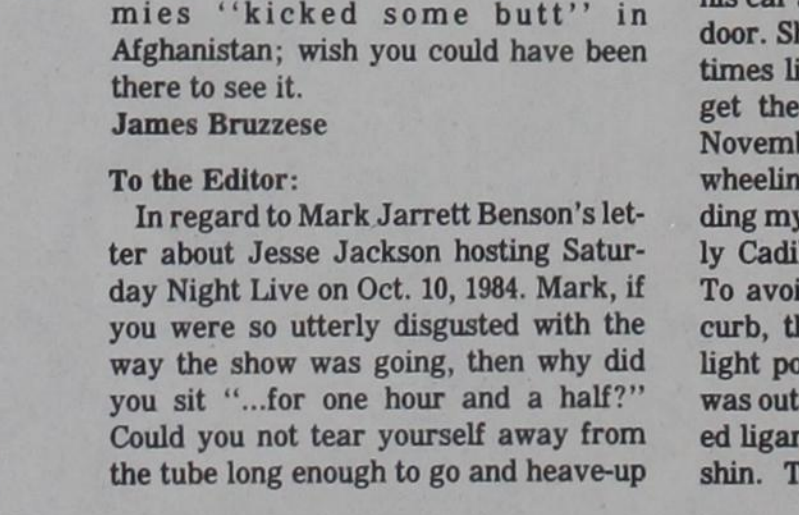 mies ‘‘kicked some butt’’ in
Afghanistan; wish you could have been
there to see it.
James Bruzzese
To the Editor:
In regard to Mark Jarrett Benson's let-
ter about Jesse Jackson hosting Satur-
day Night Live on Oct. 10, 1984. Mark, if
you were so utterly disgusted with the
way the show was going, then why did
you sit ‘‘...for one hour and a half?’’
Could you not tear yourself away from
the tube long enough to go and heave-up
door. 
times
get the
wheelin
ding my
ly Cadi
To avoi
curb,
light
was out
ed ligar
shin.